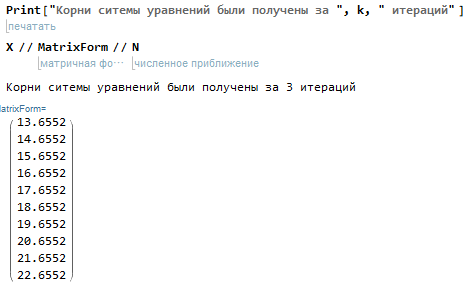 Print["Корни ситемы уравнений были получены за ", k, " итераций"]
печатать
X // MatrixForm // N
матричная фо⋯ численное приближение
Корни ситемы уравнений были получены за 3 итераций
MatrixForm=
13.6552
14.6552
15.6552
16.6552
17.6552
18.6552
19.6552
20.6552
21.6552
22.6552